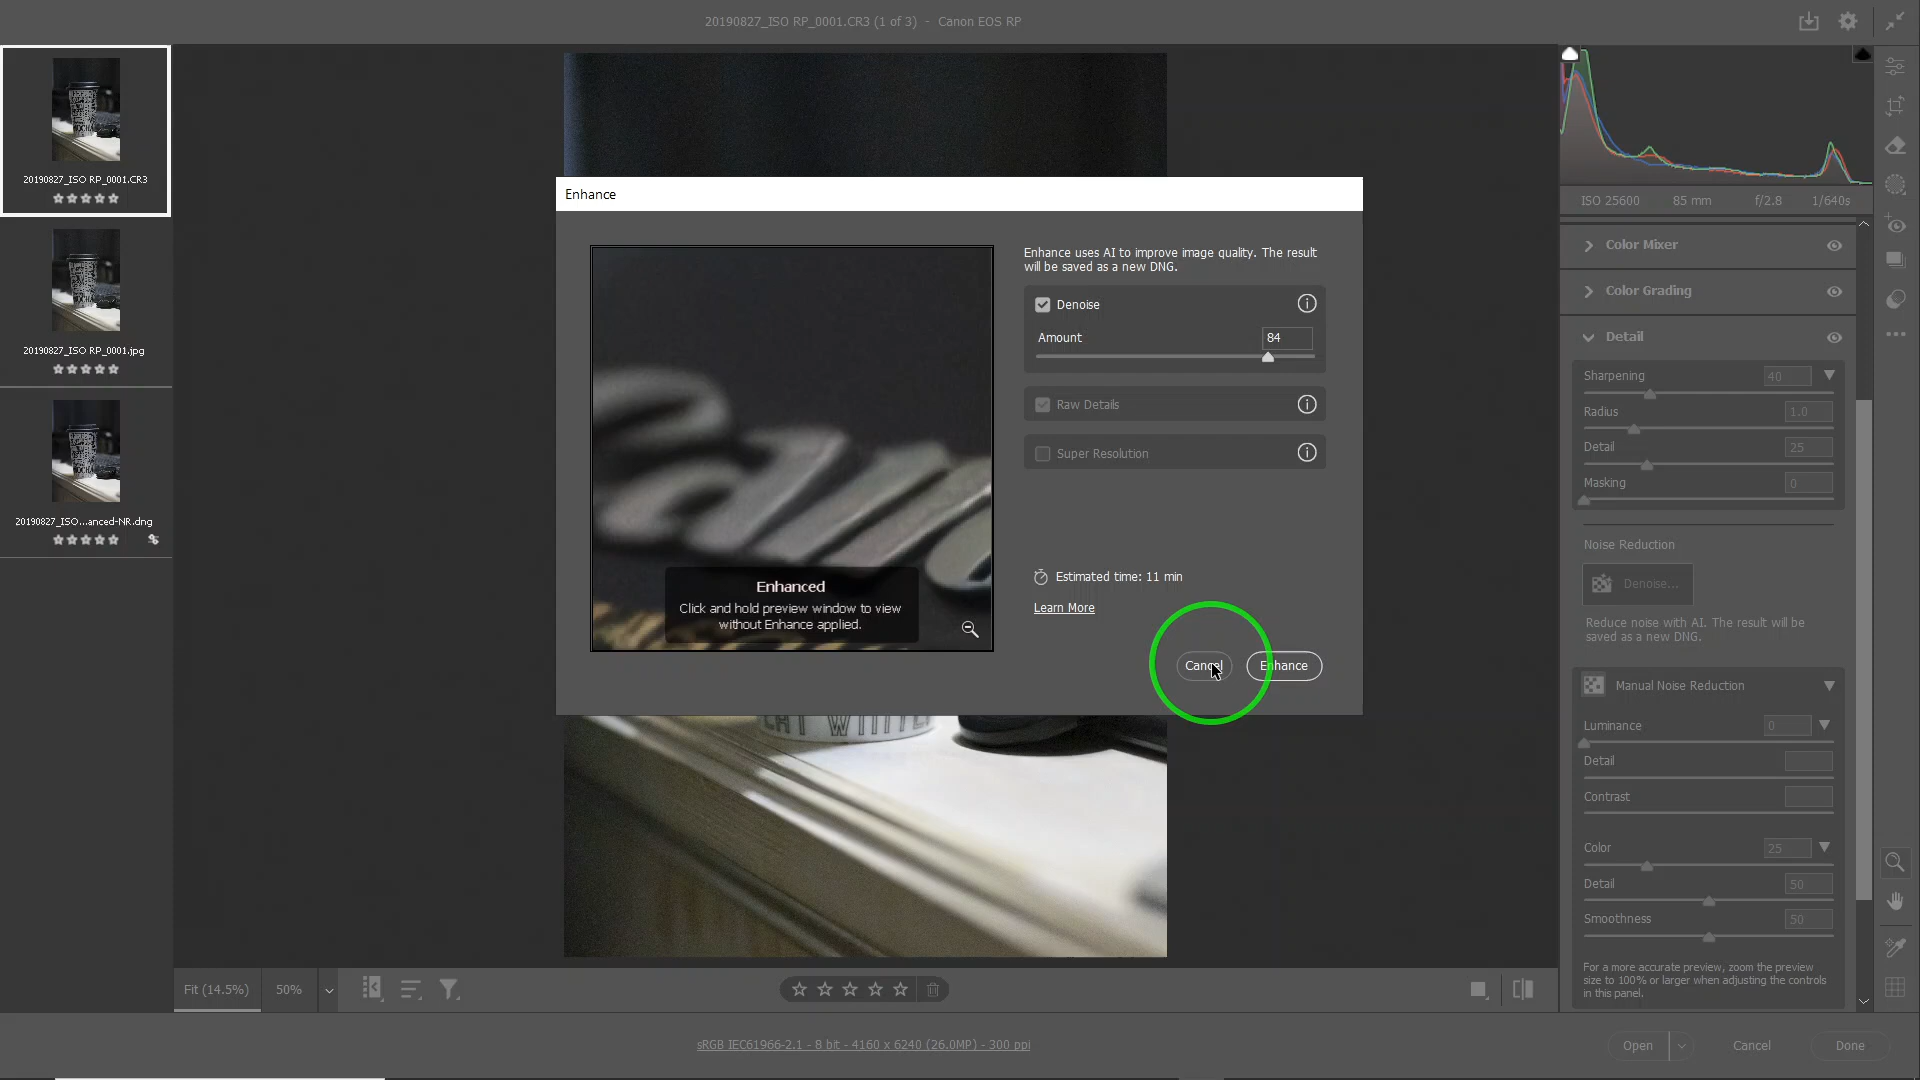 20190827_ISO RP_0001.CR3 (1 of 3)  -  Canon EOS RP
20190827_ISO RP_0001.CR3
20190827_ISO RP_0001.jpg
20190827_ISO...anced-NR.dng
MOCHA
Enhance
Enhanced
Click and hold preview window to view
without Enhance applied.
Enhance uses AI to improve image quality. The result
will be saved as a new DNG.
Denoise
Amount 84
Raw Details
Super Resolution
Estimated time: 11 min
Learn More
Cancel Enhance
ISO 25600 85 mm f/2.8 1/640s
Color Mixer
Color Grading
Detail
Sharpening 40
Radius 1.0
Detail 25
Masking 0
Noise Reduction
Denoise...
Reduce noise with AI. The result will be
saved as a new DNG.
Manual Noise Reduction
Luminance 0
Detail
Contrast
Color 25
Detail 50
Smoothness 50
For a more accurate preview, zoom the preview
size to 100% or larger when adjusting the controls
in this panel.
Fit (14.5%) 50%
sRGB IEC61966-2.1 - 8 bit - 4160 x 6240 (26.0MP) - 300 ppi
Open Cancel Done